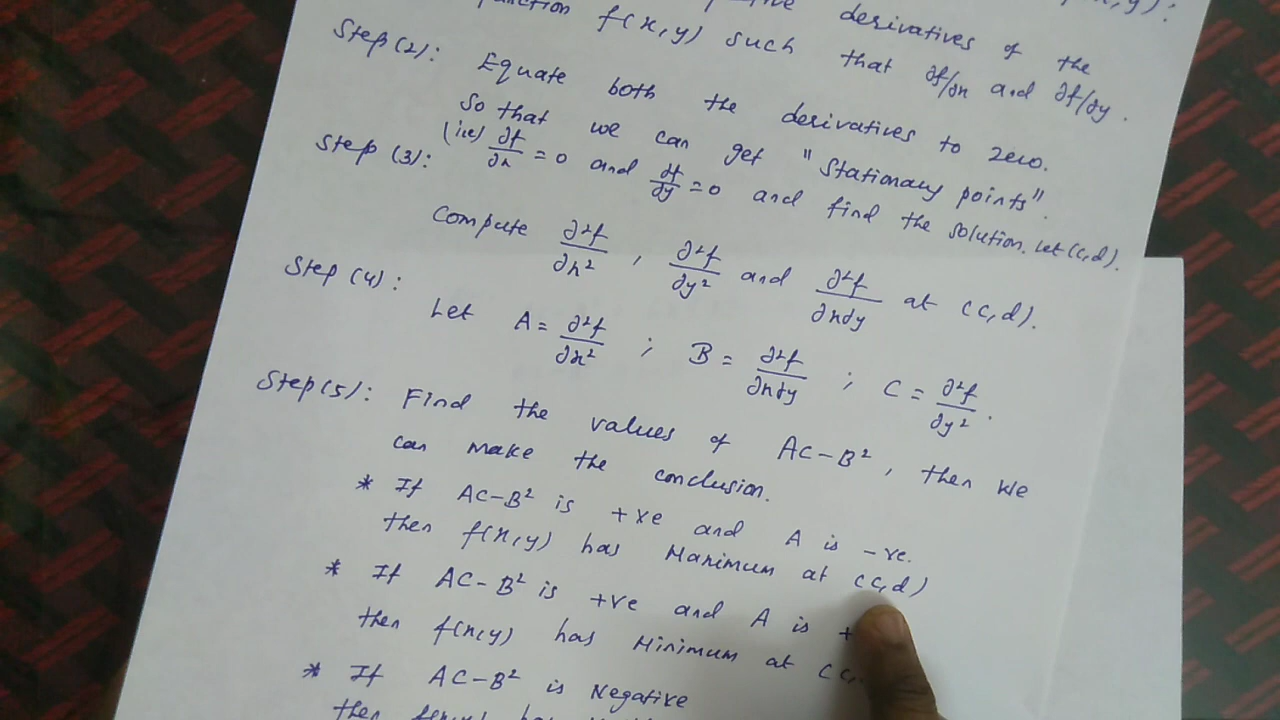 derivatives of the
function f(x,y) such that ∂f/∂x and ∂f/∂y.
Step (2): Equate both the derivatives to zero.
So that we can get "Stationary points".
(ie) ∂f/∂x = 0 and ∂f/∂y = 0 and find the solution. Let (c,d).
Step (3):
Compute ∂²f/∂x² , ∂²f/∂y² and ∂²f/∂x∂y at (c,d).
Step (4):
Let A = ∂²f/∂x² ; B = ∂²f/∂x∂y ; C = ∂²f/∂y² .
Step (5): Find the values of AC-B², then we
can make the conclusion.
* If AC-B² is +ve and A is -ve.
then f(x,y) has Maximum at (c,d)
* If AC-B² is +ve and A is +
then f(x,y) has Minimum at (c,
* If AC-B² is Negative
then f(x,y) has